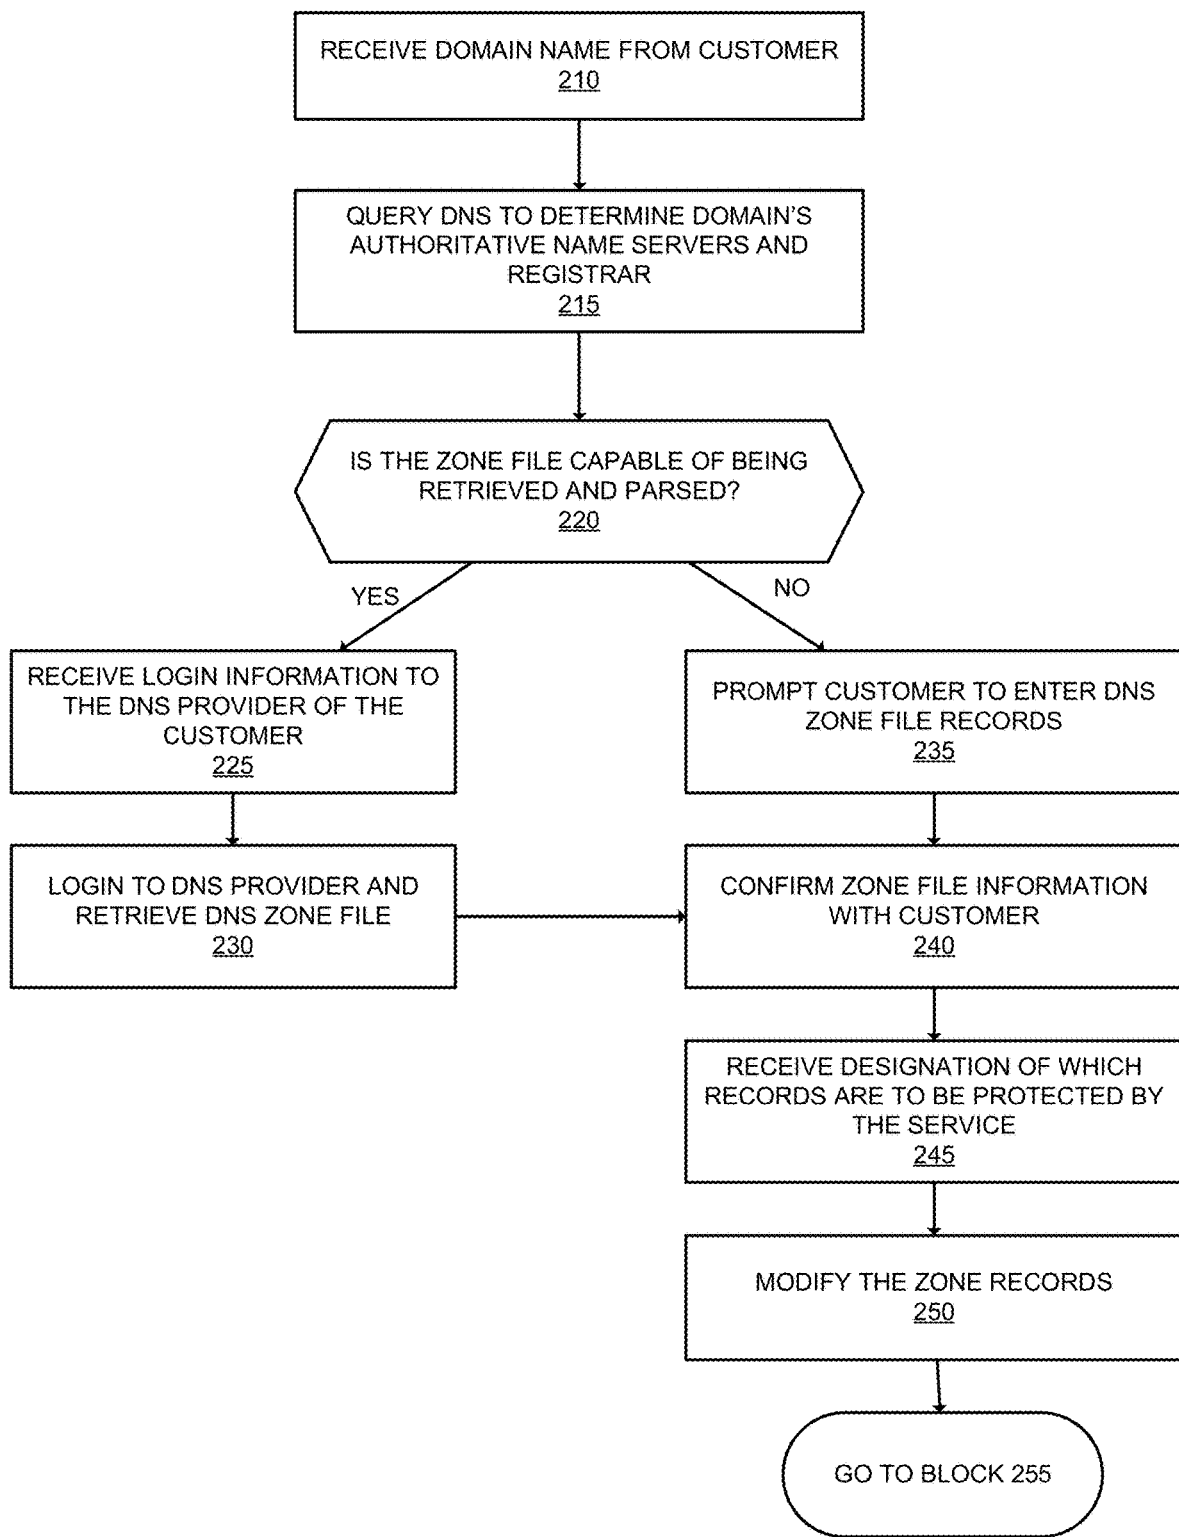 RECEIVE DOMAIN NAME FROM CUSTOMER
210
QUERY DNS TO DETERMINE DOMAIN'S
AUTHORITATIVE NAME SERVERS AND
REGISTRAR
215
IS THE ZONE FILE CAPABLE OF BEING
RETRIEVED AND PARSED?
220
YES
NO
RECEIVE LOGIN INFORMATION TO
THE DNS PROVIDER OF THE
CUSTOMER
225
PROMPT CUSTOMER TO ENTER DNS
ZONE FILE RECORDS
235
LOGIN TO DNS PROVIDER AND
RETRIEVE DNS ZONE FILE
230
CONFIRM ZONE FILE INFORMATION
WITH CUSTOMER
240
RECEIVE DESIGNATION OF WHICH
RECORDS ARE TO BE PROTECTED BY
THE SERVICE
245
MODIFY THE ZONE RECORDS
250
GO TO BLOCK 255